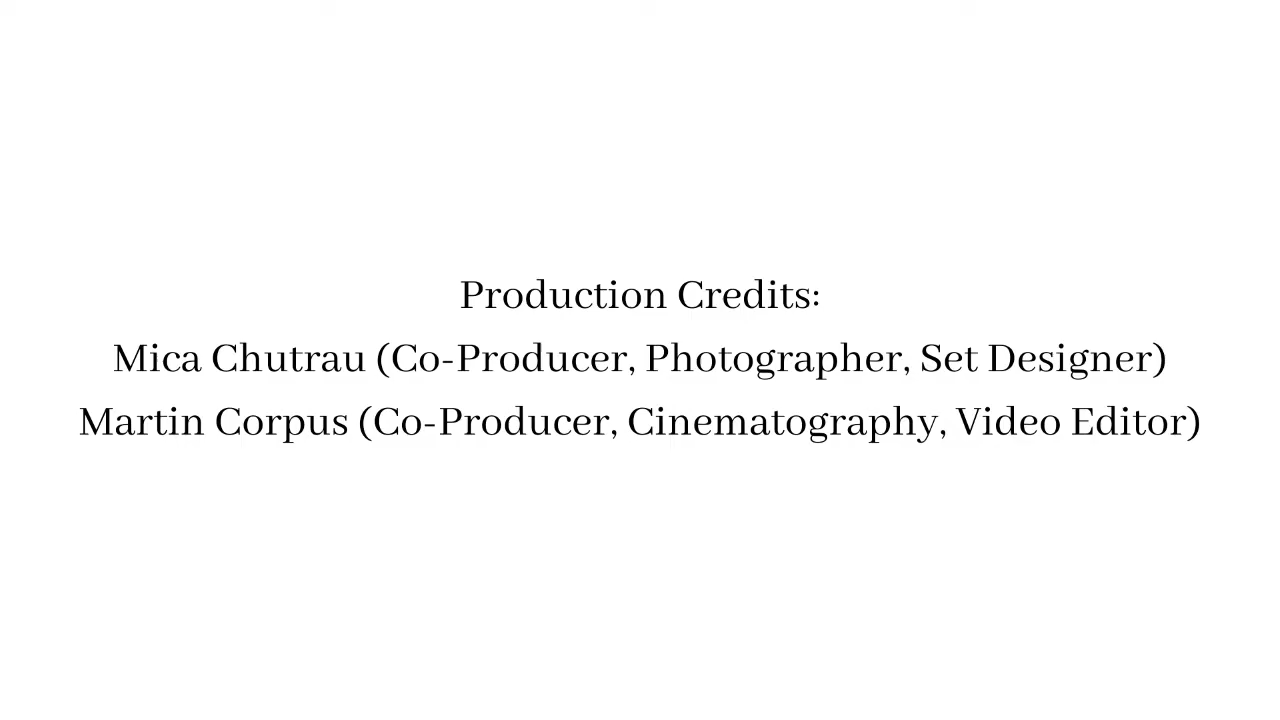 Production Credits:
Mica Chutrau (Co-Producer, Photographer, Set Designer)
Martin Corpus (Co-Producer, Cinematography, Video Editor)